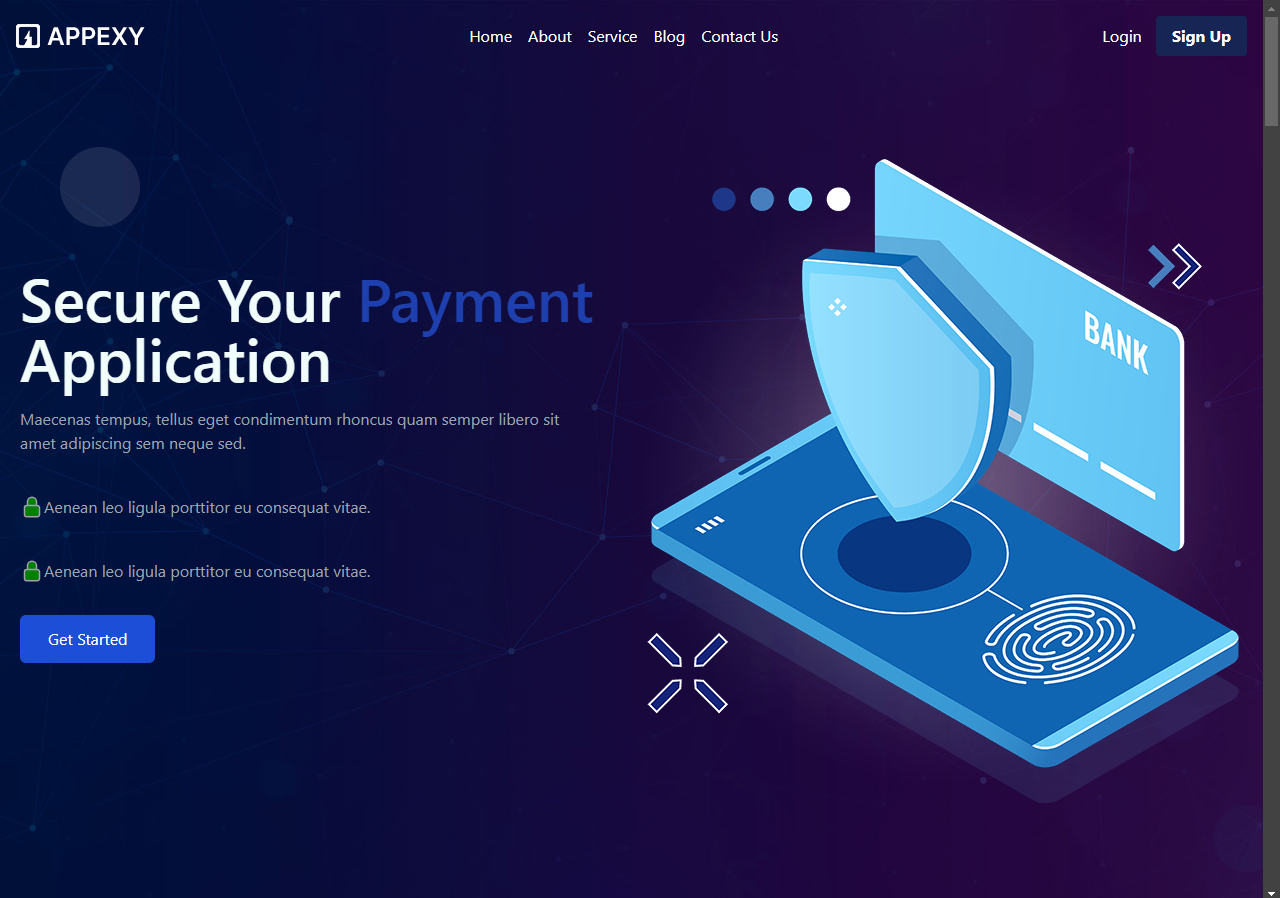 APPEXY
Home About Service Blog Contact Us
Login Sign Up
Secure Your Payment
Application
Maecenas tempus, tellus eget condimentum rhoncus quam semper libero sit
amet adipiscing sem neque sed.
Aenean leo ligula porttitor eu consequat vitae.
Aenean leo ligula porttitor eu consequat vitae.
Get Started
BANK